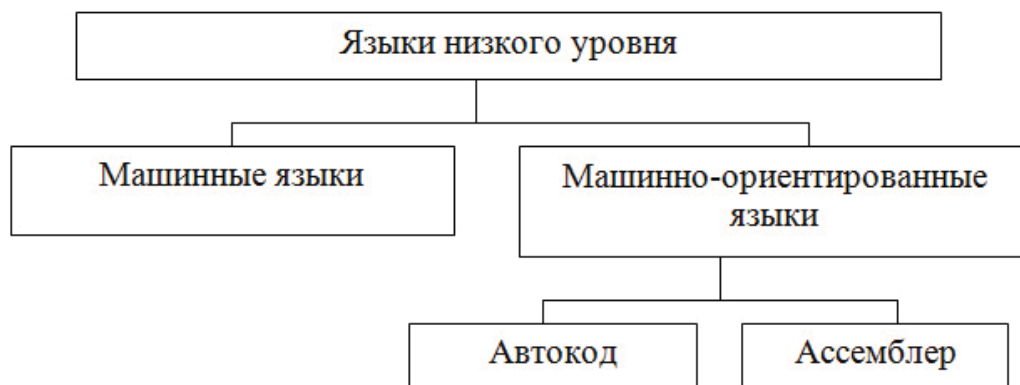 Языки низкого уровня
Машинные языки
Машинно-ориентированные
языки
Автокод
Ассемблер